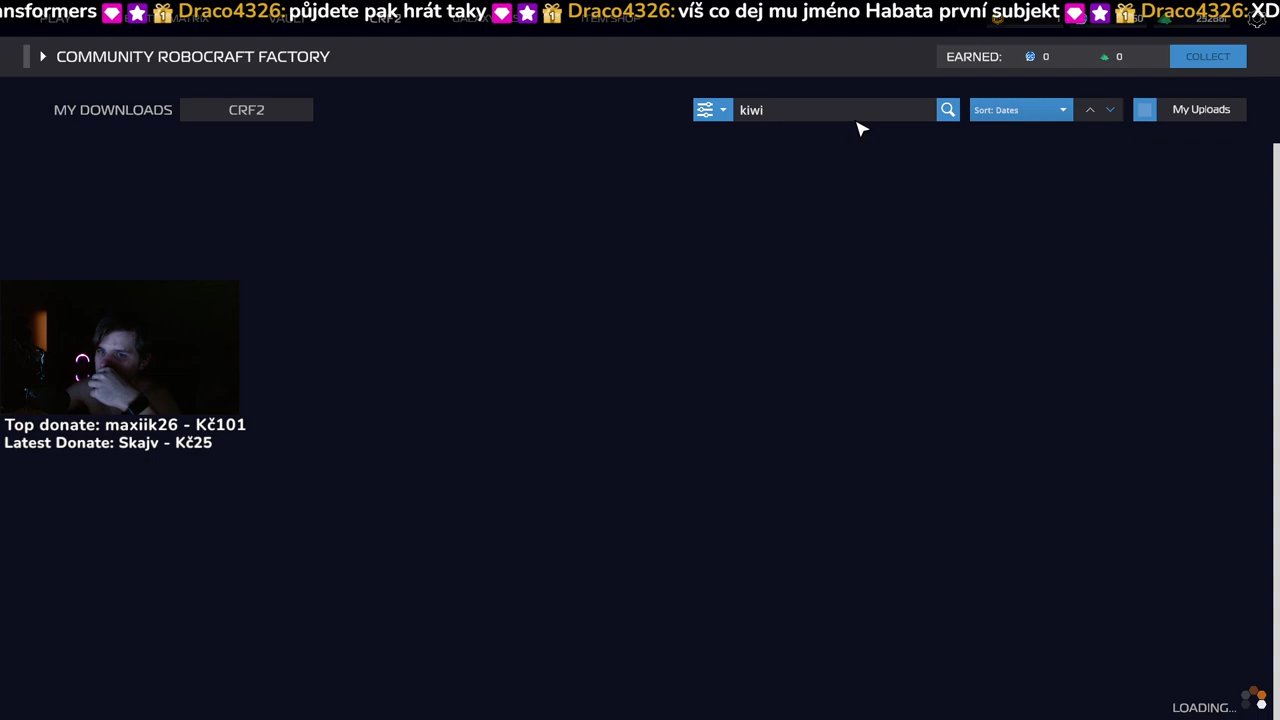 ansformers Draco4326: půjdete pak hrát taky Draco4326: víš co dej mu jméno Habata první subjekt Draco4326: XD
COMMUNITY ROBOCRAFT FACTORY
EARNED: 0 0 COLLECT
MY DOWNLOADS CRF2
kiwi
Sort: Dates
My Uploads
Top donate: maxiik26 - Kč101
Latest Donate: Skajv - Kč25
LOADING...